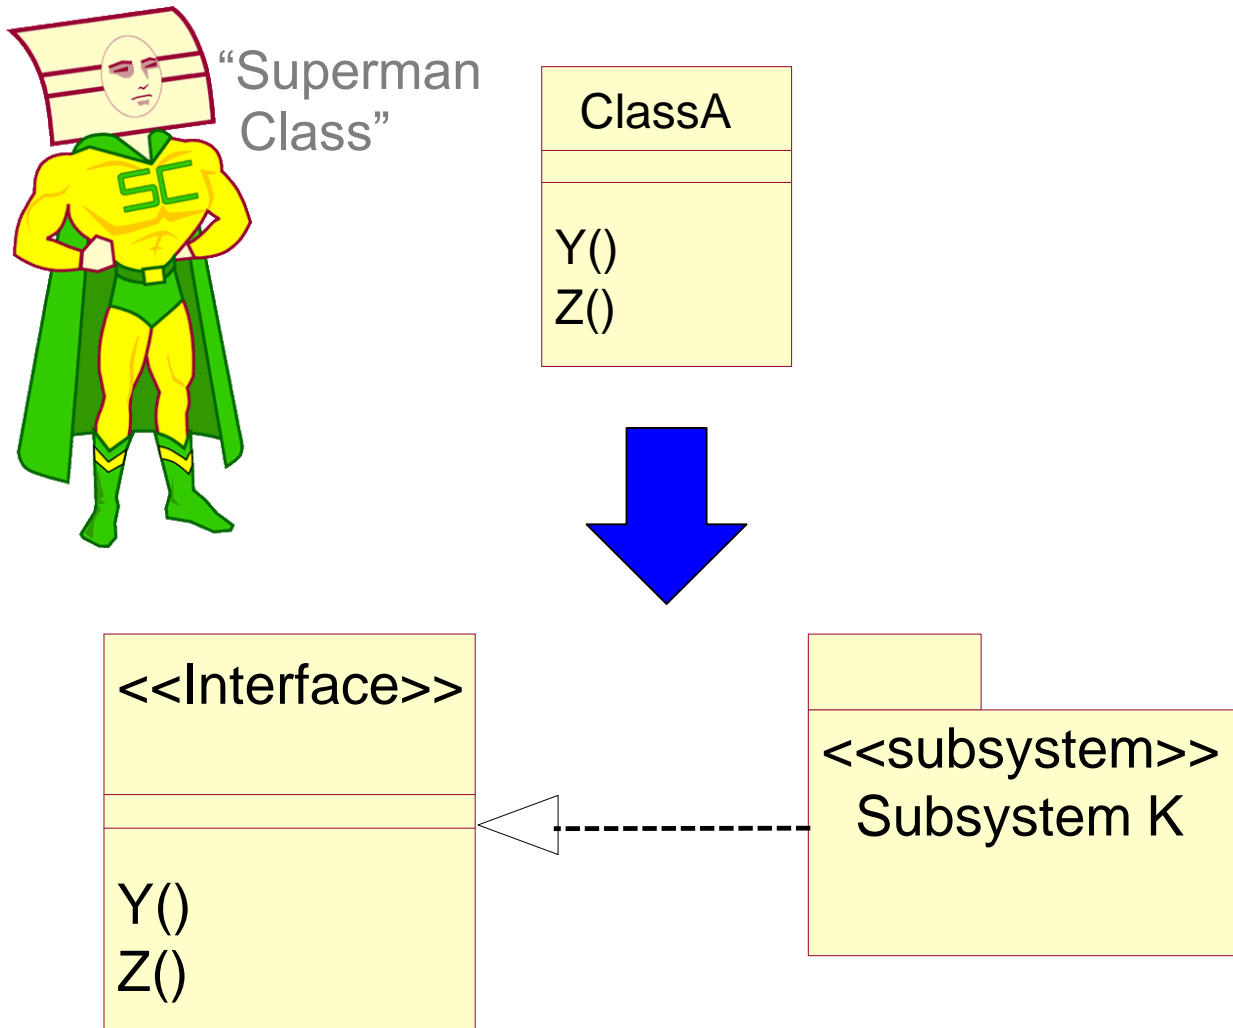 “Superman
Class”
SC
ClassA
Y()
Z()
<<Interface>>
Y()
Z()
<<subsystem>>
Subsystem K